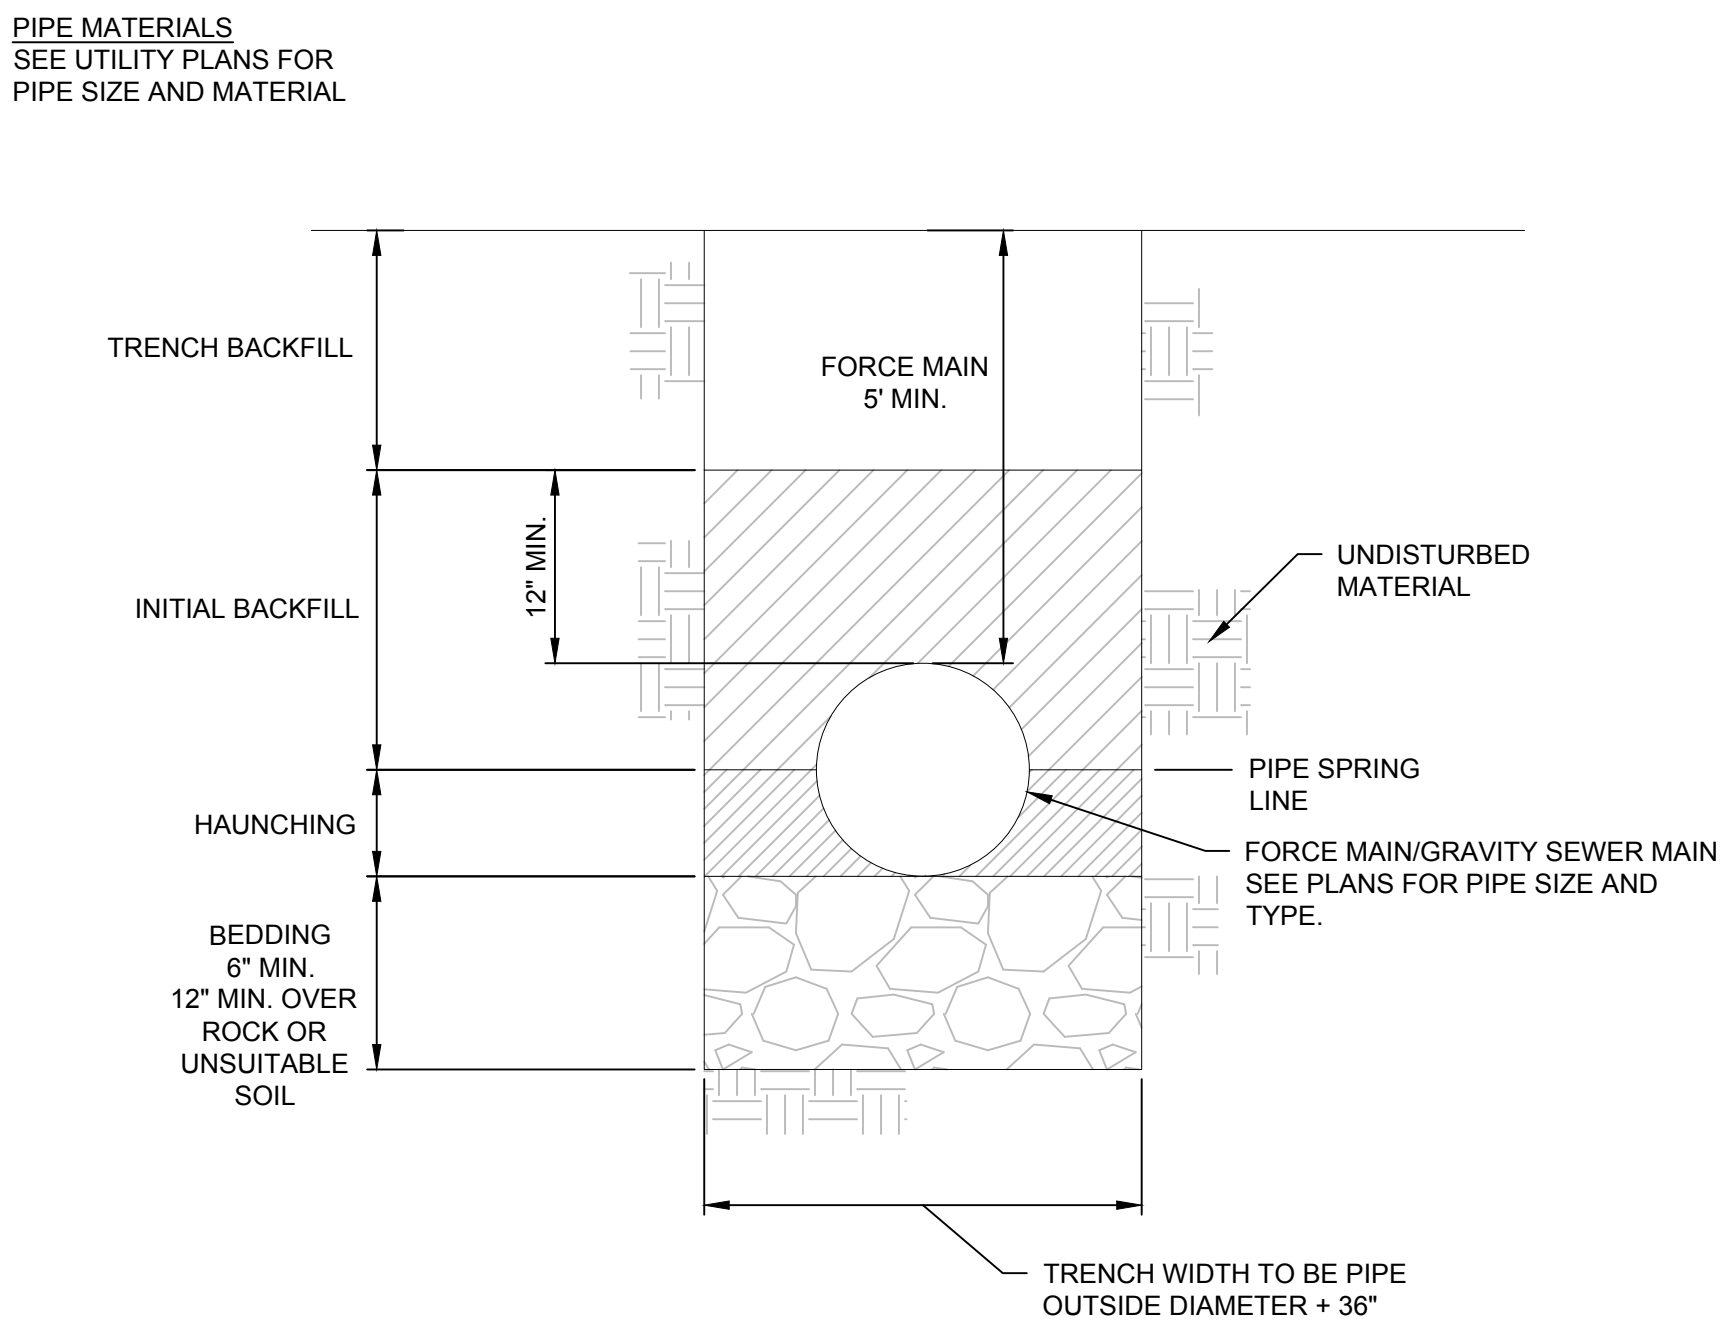 PIPE MATERIALS
SEE UTILITY PLANS FOR
PIPE SIZE AND MATERIAL
TRENCH BACKFILL
FORCE MAIN
5' MIN.
12" MIN.
INITIAL BACKFILL
UNDISTURBED
MATERIAL
PIPE SPRING
LINE
HAUNCHING
FORCE MAIN/GRAVITY SEWER MAIN
SEE PLANS FOR PIPE SIZE AND
TYPE.
BEDDING
6" MIN.
12" MIN. OVER
ROCK OR
UNSUITABLE
SOIL
TRENCH WIDTH TO BE PIPE
OUTSIDE DIAMETER + 36"